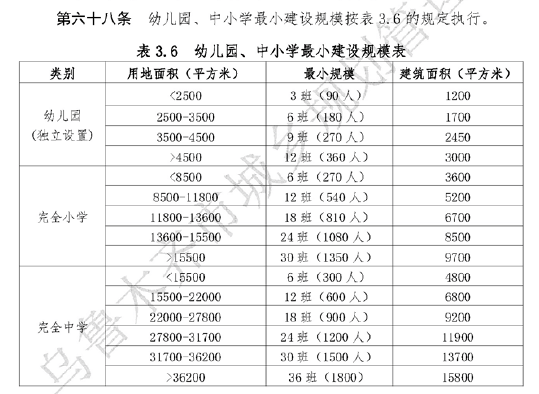 第六十八条 幼儿园、中小学最小建设规模按表 3.6 的规定执行。
表 3.6 幼儿园、中小学最小建设规模表
类别 用地面积（平方米） 最小规模 建筑面积（平方米）
幼儿园（独立设置）
<2500 3 班（90 人） 1200
2500-3500 6 班（180 人） 1700
3500-4500 9 班（270 人） 2450
>4500 12 班（360 人） 3000
完全小学
<8500 6 班（270 人） 3600
8500-11800 12 班（540 人） 5200
11800-13600 18 班（810 人） 6700
13600-15500 24 班（1080 人） 8500
>15500 30 班（1350 人） 9700
完全中学
<15500 6 班（300 人） 4800
15500-22000 12 班（600 人） 6800
22000-27800 18 班（900 人） 9200
27800-31700 24 班（1200 人） 11900
31700-36200 30 班（1500 人） 13700
>36200 36 班（1800） 15800
乌鲁木齐市城乡规划管理